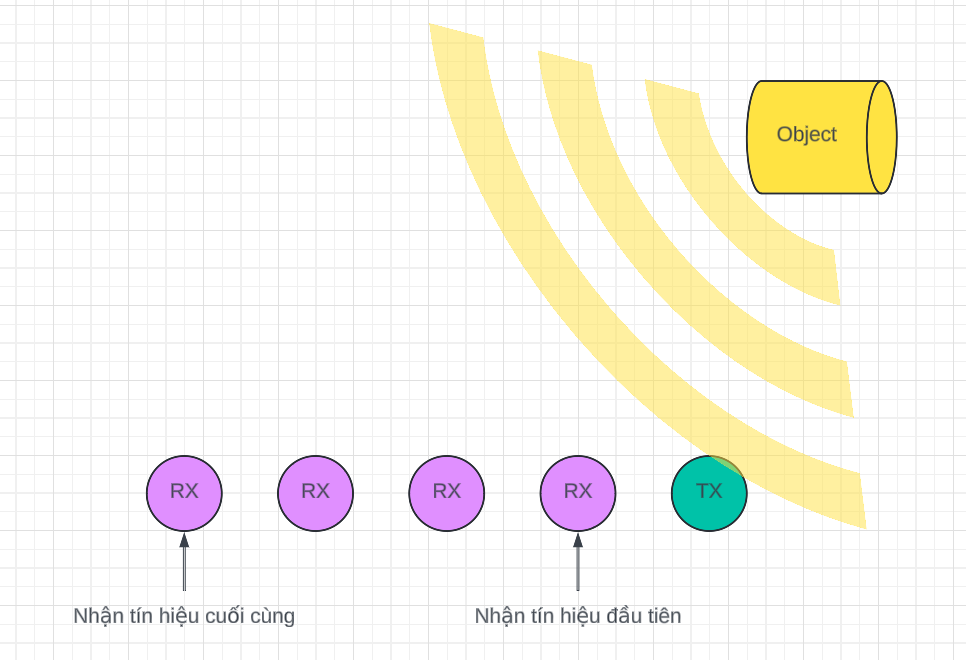 Object
RX
RX
RX
RX
TX
Nhận tín hiệu cuối cùng
Nhận tín hiệu đầu tiên